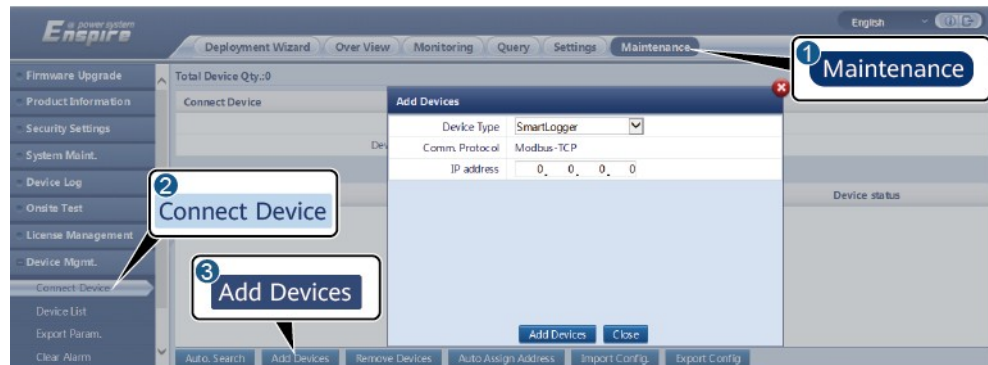 power system
Enspire
English
Deployment Wizard Over View Monitoring Query Settings Maintenance
1 Maintenance
Firmware Upgrade
Product Information
Security Settings
System Maint.
Device Log
Onsite Test
License Management
Device Mgmt.
Connect Device
Device List
Export Param.
Clear Alarm
Total Device Qty.:0
Connect Device
Dev
Device status
Add Devices
Device Type SmartLogger
Comm. Protocol Modbus-TCP
IP address 0. 0. 0. 0
Add Devices Close
2 Connect Device
3 Add Devices
Auto. Search Add Devices Remove Devices Auto Assign Address Import Config. Export Config